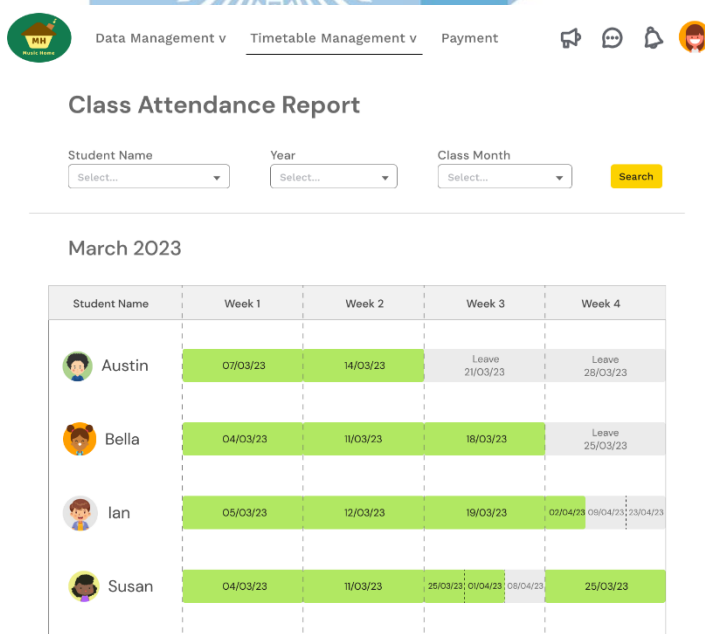 MH
Music Home
Data Management v Timetable Management v Payment
Class Attendance Report
Student Name Year Class Month
Select... Select... Select... Search
March 2023
Student Name Week 1 Week 2 Week 3 Week 4
Austin 07/03/23 14/03/23 Leave 21/03/23 Leave 28/03/23
Bella 04/03/23 11/03/23 18/03/23 Leave 25/03/23
Ian 05/03/23 12/03/23 19/03/23 02/04/23 09/04/23 23/04/23
Susan 04/03/23 11/03/23 25/03/23 01/04/23 08/04/23 25/03/23